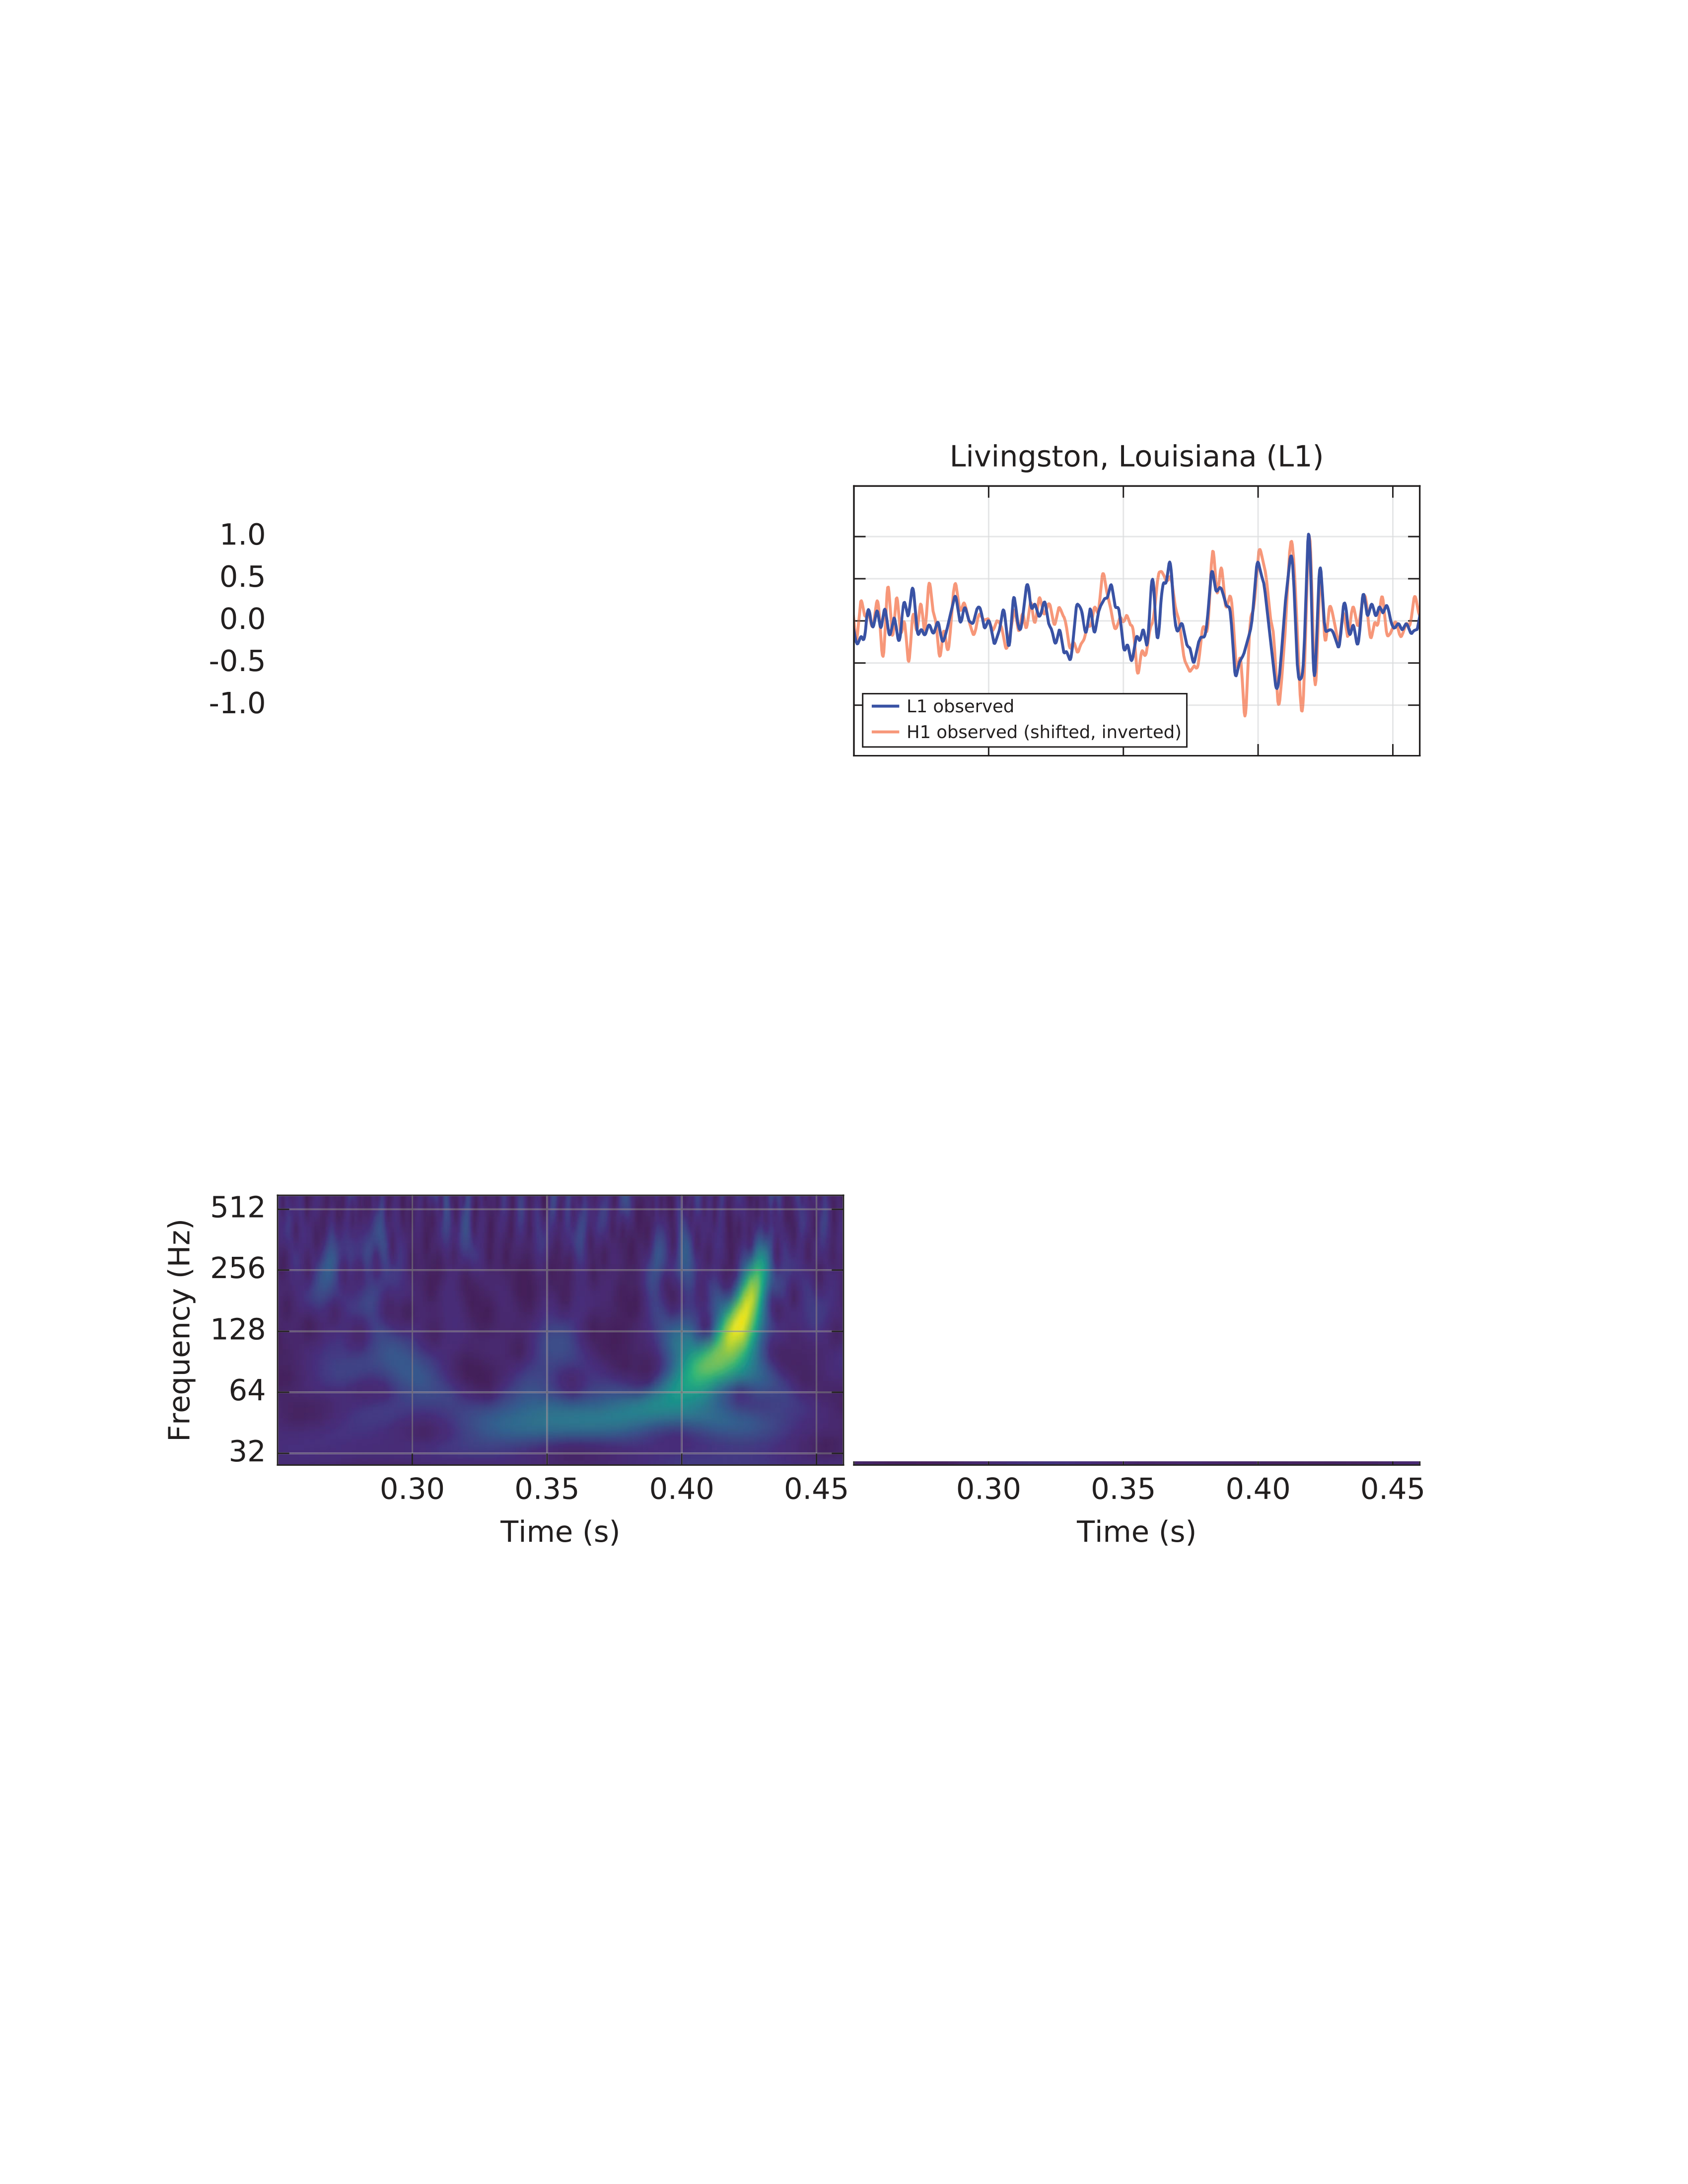 Livingston, Louisiana (L1)
1.0
0.5
0.0
-0.5
-1.0
L1 observed
H1 observed (shifted, inverted)
Frequency (Hz)
512
256
128
64
32
0.30 0.35 0.40 0.45 0.30 0.35 0.40 0.45
Time (s) Time (s)